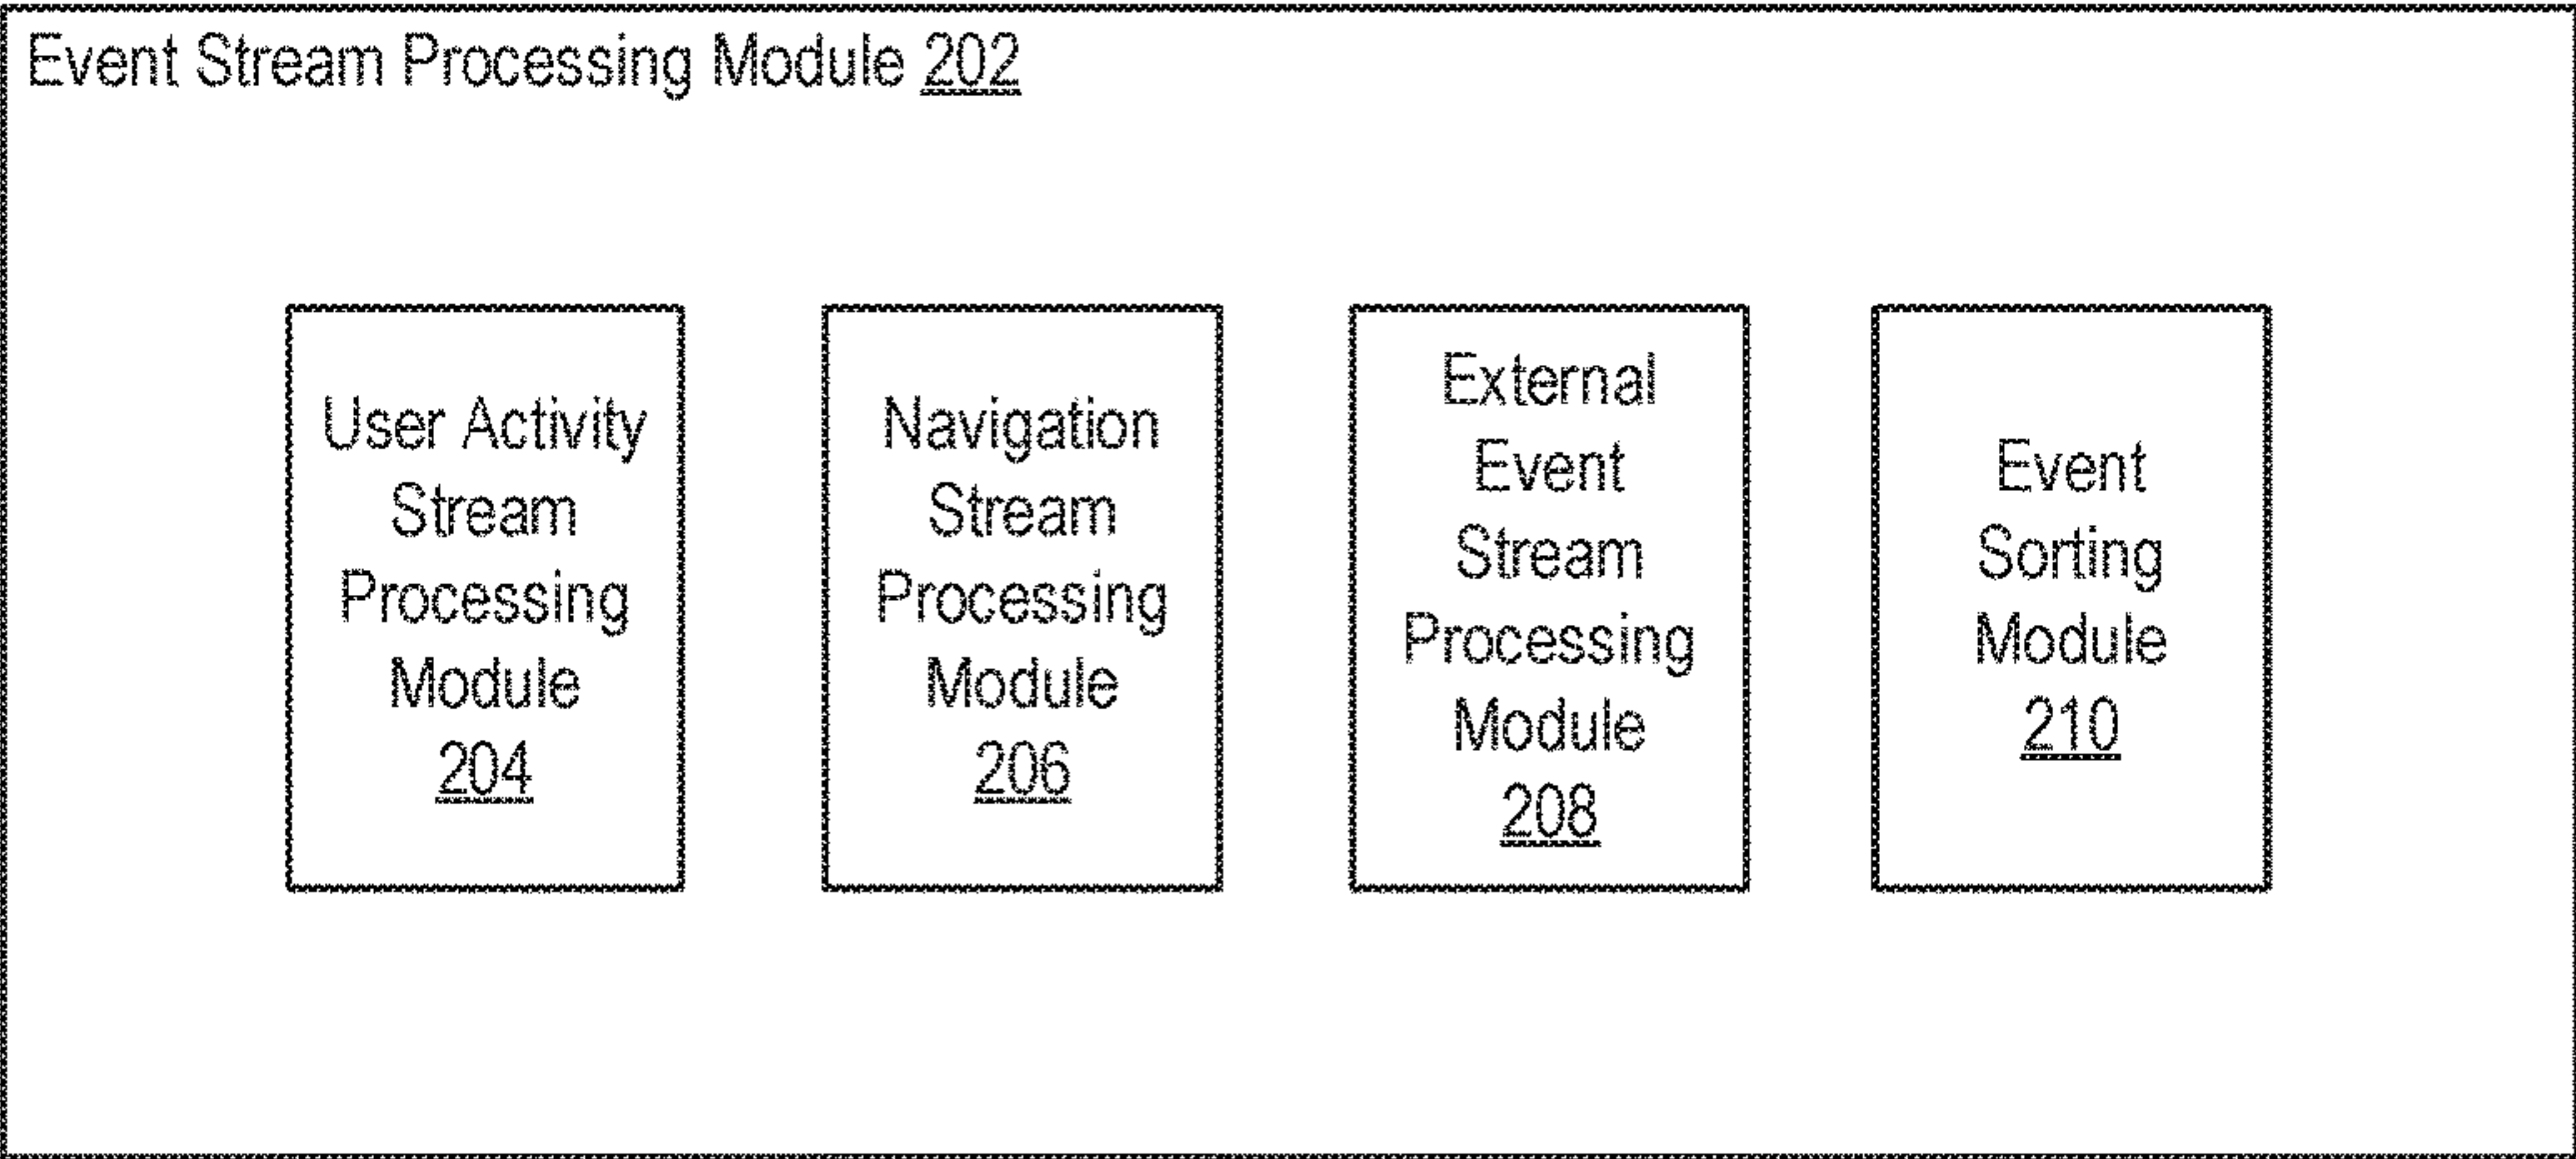 Event Stream Processing Module 202
User Activity
Stream
Processing
Module
204
Navigation
Stream
Processing
Module
206
External
Event
Stream
Processing
Module
208
Event
Sorting
Module
210